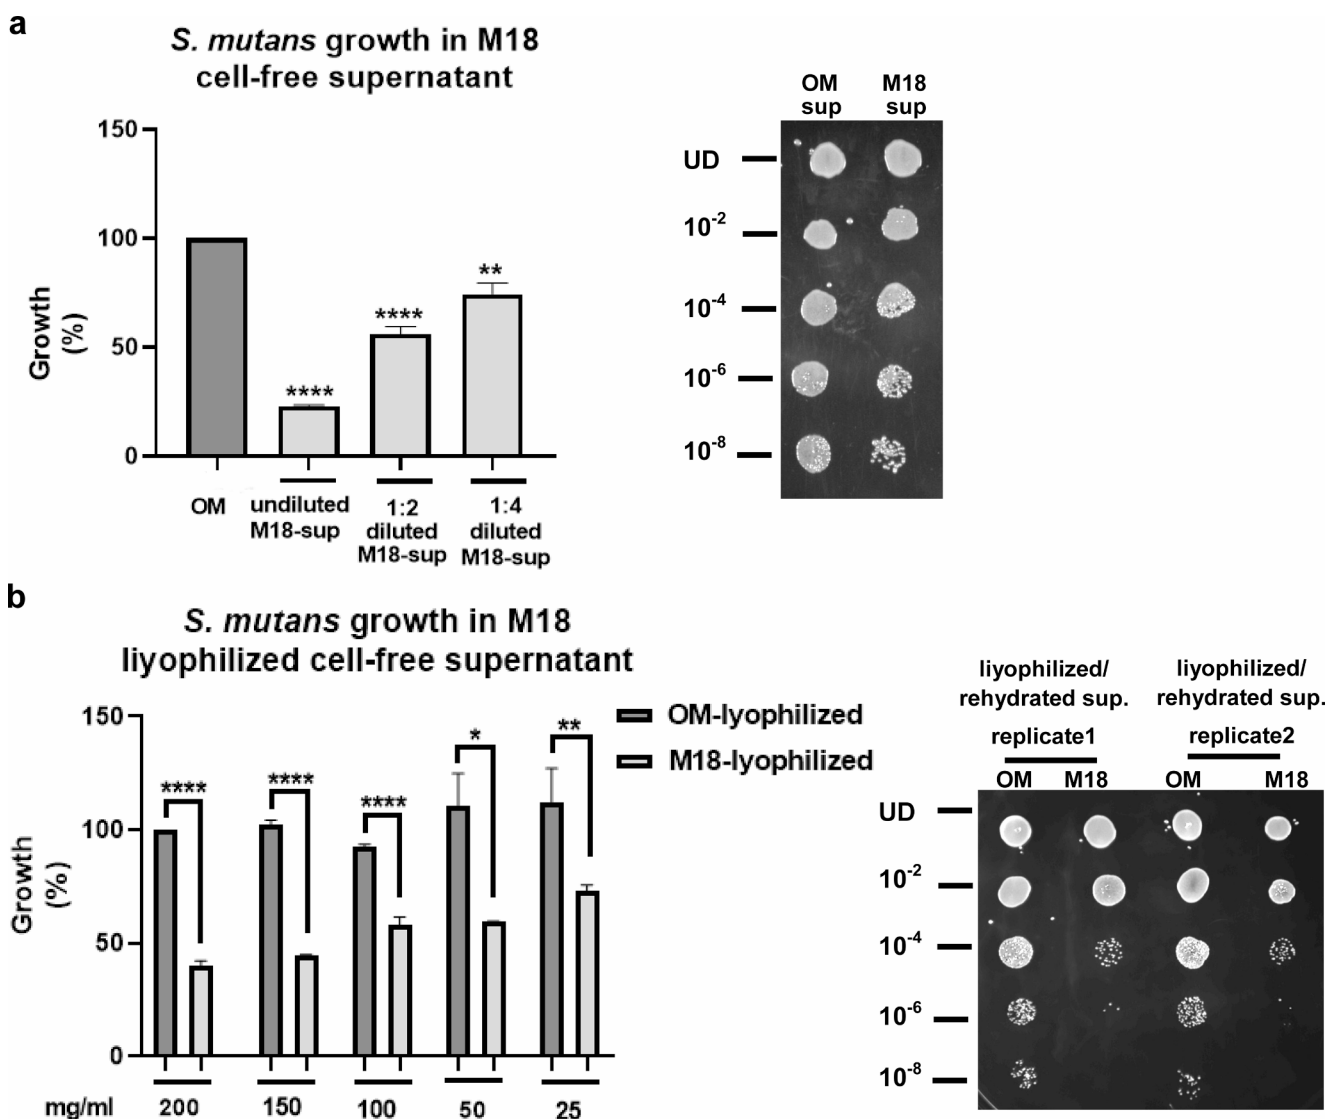 a
S. mutans growth in M18
cell-free supernatant
150
100
50
0
Growth
(%)
****
****
**
OM
undiluted
M18-sup
1:2
diluted
M18-sup
1:4
diluted
M18-sup
OM
sup
M18
sup
UD
10-2
10-4
10-6
10-8
b
S. mutans growth in M18
liyophilized cell-free supernatant
150
100
50
0
Growth
(%)
****
****
****
*
**
OM-lyophilized
M18-lyophilized
mg/ml
200
150
100
50
25
liyophilized/
rehydrated sup.
replicate1
liyophilized/
rehydrated sup.
replicate2
OM
M18
OM
M18
UD
10-2
10-4
10-6
10-8